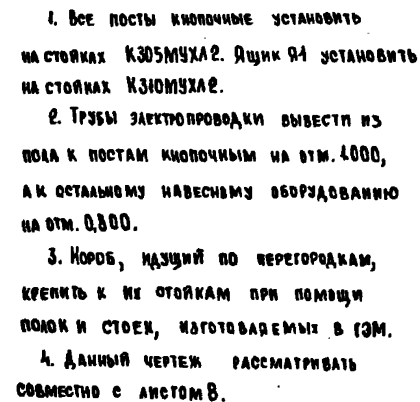 1. Все посты кнопочные установить
на стойках К305МУХЛ2. Ящик Я1 установить
на стойках К310МУХЛ2.
2. Трубы электропроводки вывести из
пола к постам кнопочным на отм. 1.000,
а к остальному навесному оборудованию
на отм. 0,800.
3. Короб, идущий по перегородкам,
крепить к их стойкам при помощи
полок и стоек, изготовляемых в ГЭМ.
4. Данный чертеж рассматривать
совместно с листом 8.